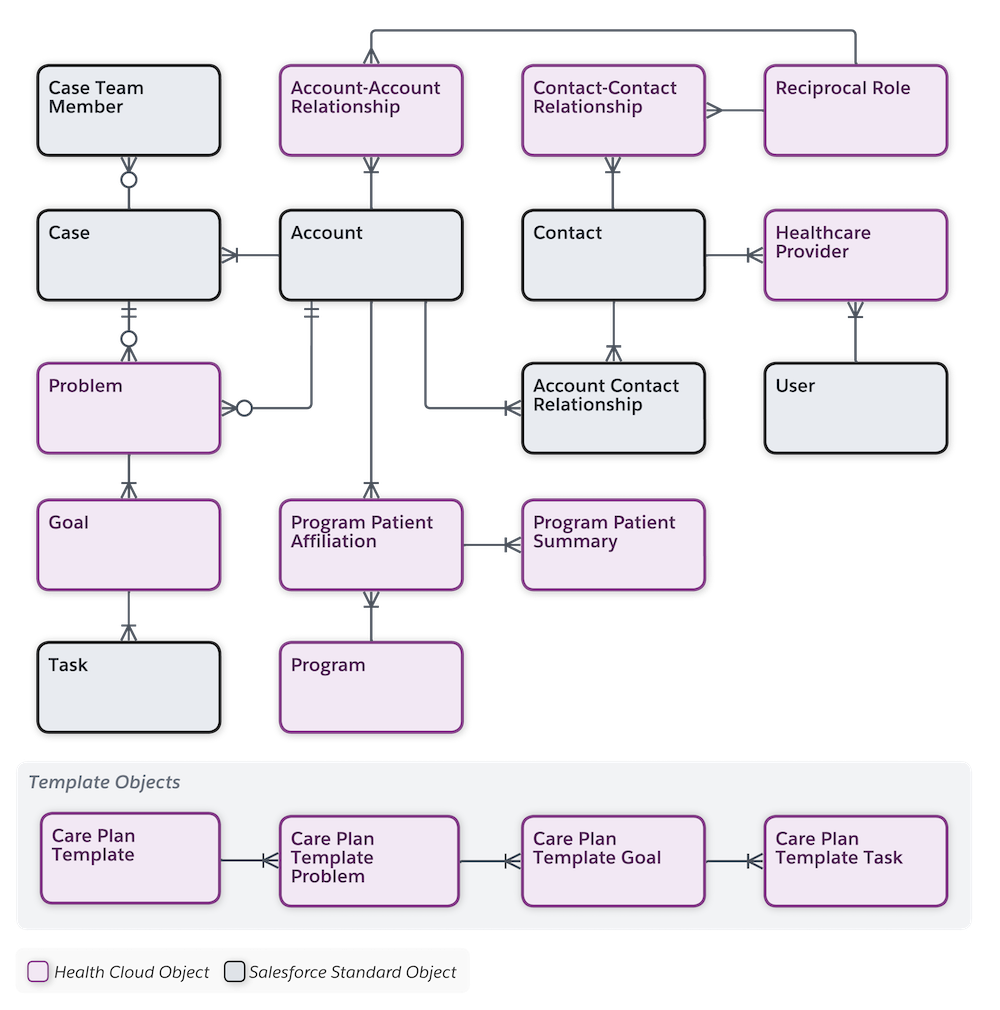 Case Team
Member
Account-Account
Relationship
Contact-Contact
Relationship
Reciprocal Role
Case
Account
Contact
Healthcare
Provider
Problem
Account Contact
Relationship
User
Goal
Program Patient
Affiliation
Program Patient
Summary
Task
Program
Template Objects
Care Plan
Template
Care Plan
Template
Problem
Care Plan
Template Goal
Care Plan
Template Task
Health Cloud Object
Salesforce Standard Object